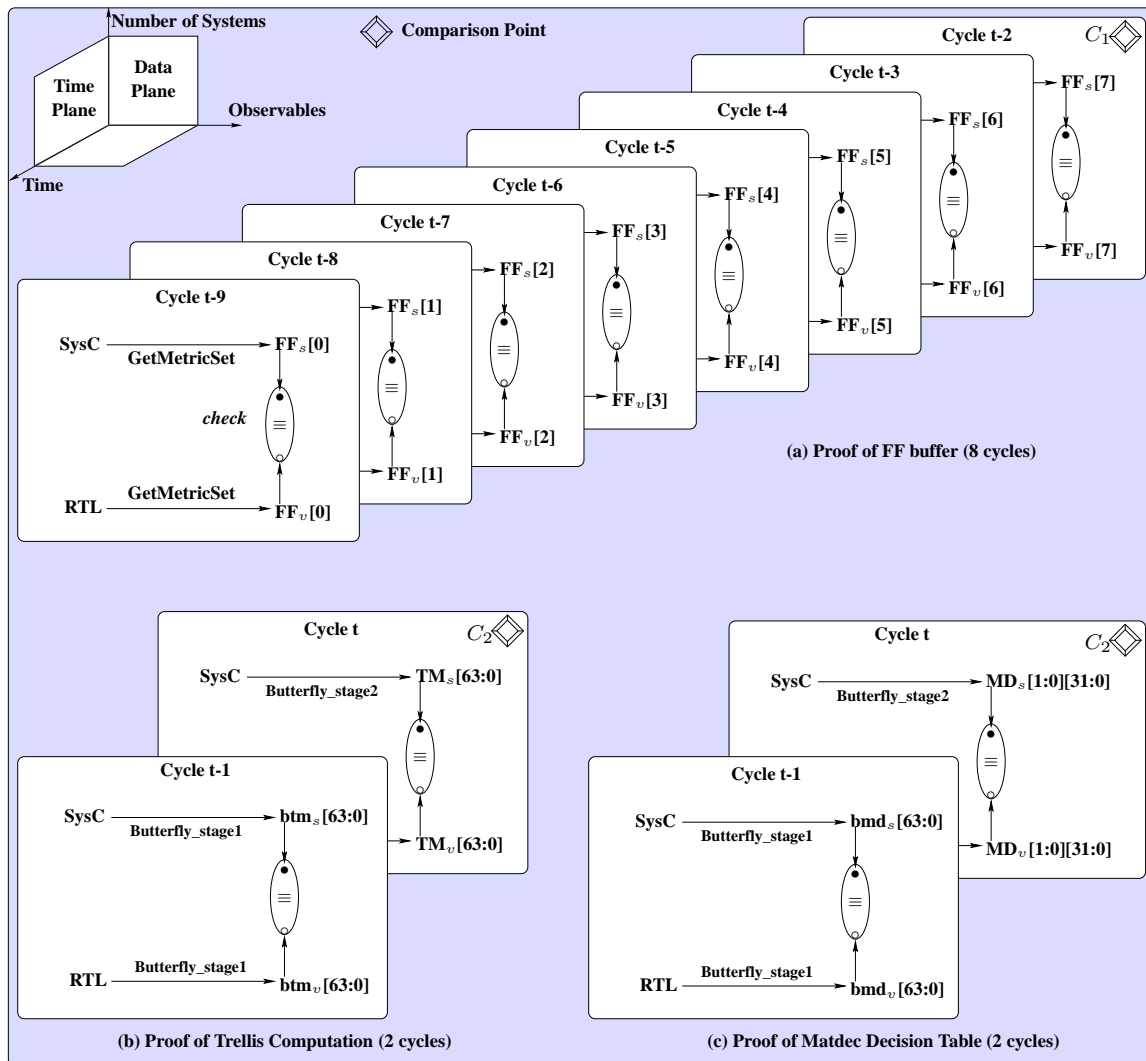 Number of Systems
Comparison Point
Data Plane
Time Plane
Observables
Time
Cycle t-2
C1
FFs[7]
≡
FFv[7]
Cycle t-3
FFs[6]
≡
FFv[6]
Cycle t-4
FFs[5]
≡
FFv[5]
Cycle t-5
FFs[4]
≡
FFv[4]
Cycle t-6
FFs[3]
≡
FFv[3]
Cycle t-7
FFs[2]
≡
FFv[2]
Cycle t-8
FFs[1]
≡
FFv[1]
Cycle t-9
SysC
GetMetricSet
FFs[0]
check
≡
RTL
GetMetricSet
FFv[0]
(a) Proof of FF buffer (8 cycles)
Cycle t
C2
SysC
Butterfly_stage2
TMs[63:0]
≡
TMv[63:0]
Cycle t-1
SysC
Butterfly_stage1
btms[63:0]
≡
RTL
Butterfly_stage1
btmv[63:0]
(b) Proof of Trellis Computation (2 cycles)
Cycle t
C2
SysC
Butterfly_stage2
MDs[1:0][31:0]
≡
MDv[1:0][31:0]
Cycle t-1
SysC
Butterfly_stage1
bmds[63:0]
≡
RTL
Butterfly_stage1
bmdv[63:0]
(c) Proof of Matdec Decision Table (2 cycles)